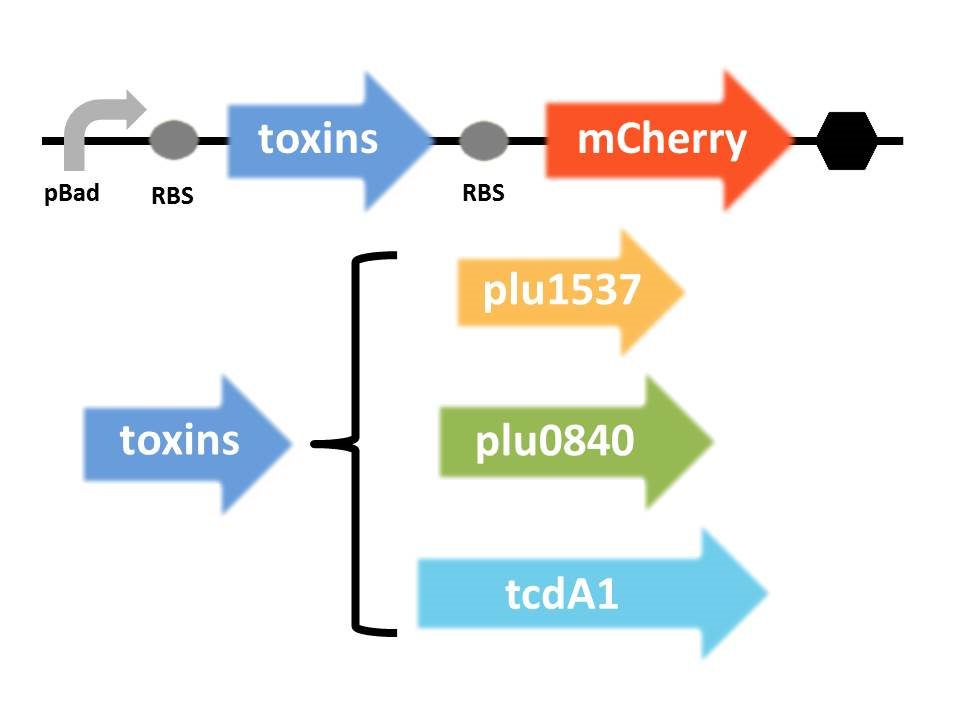 toxins
mCherry
pBad
RBS
RBS
plu1537
toxins
plu0840
tcdA1